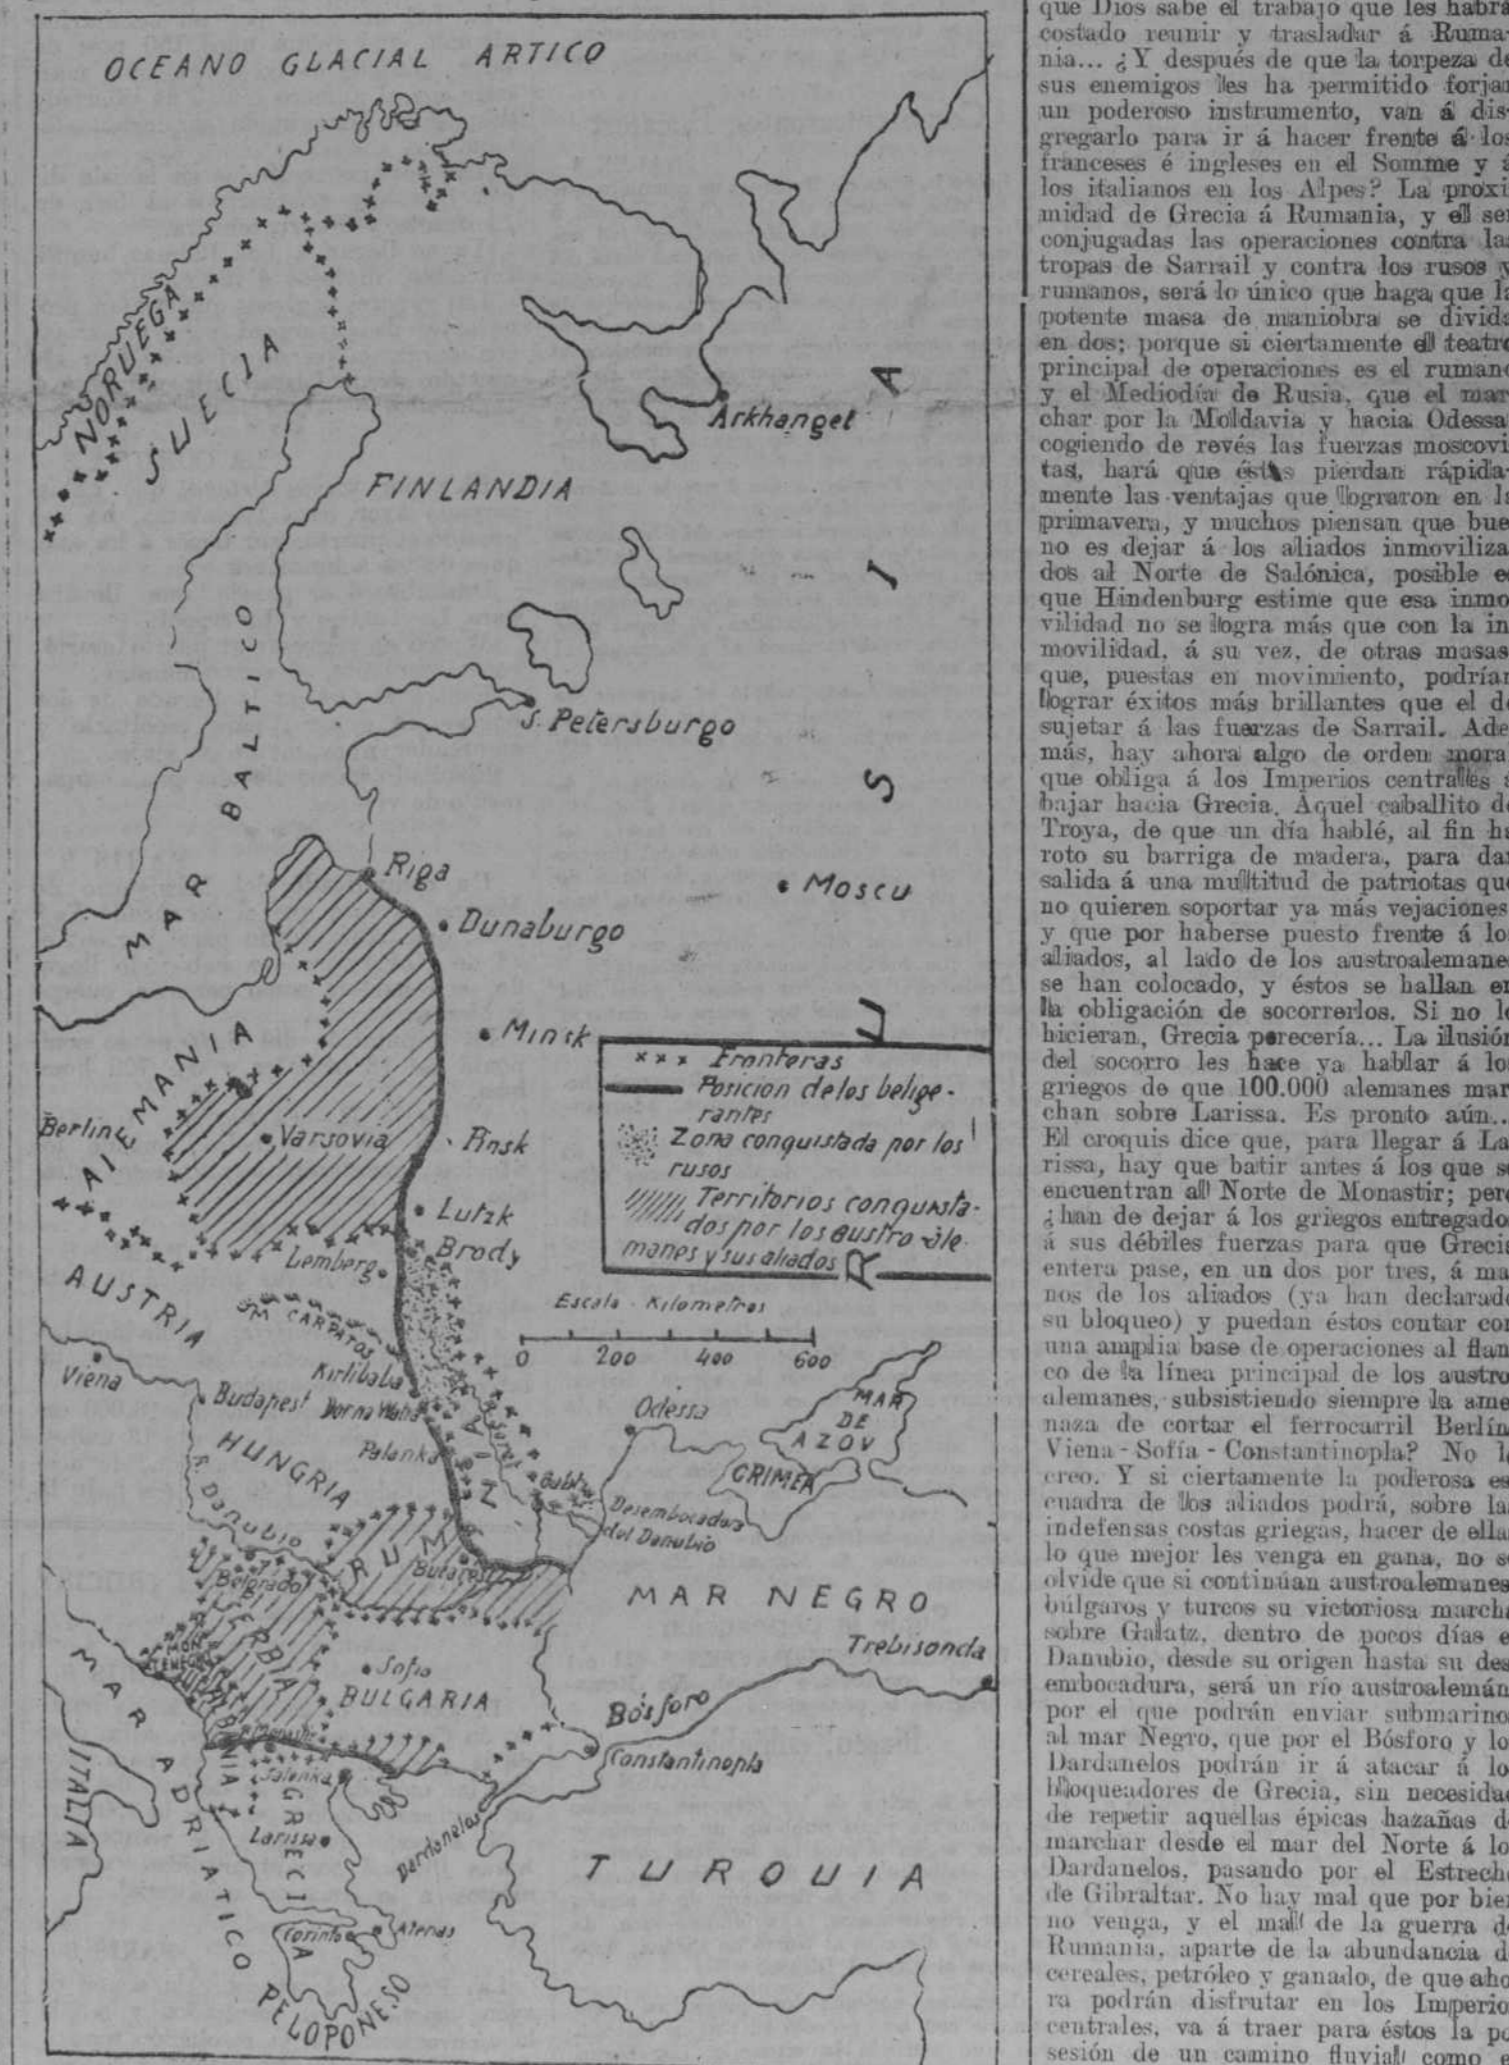 OCEANO GLACIAL ARTICO
NORUEGA
SUECIA
Arkhangel
FINLANDIA
RUSIA
MAR BALTICO
S. Petersburgo
Riga
Moscu
Dunaburgo
Minsk
AlEMANIA
Berlin
Varsovia
Pinsk
Lutzk
Lemberg
Brody
AUSTRIA
CARPATOS
Viena
Kirlibaba
Budapest
Dorna Watra
HUNGRIA
Palanka
R. Danubio
Odessa
MAR
DE
AZOV
CRIMEA
Desembocadura
del Danubio
Belgrado
Bucarest
MAR NEGRO
Trebisonda
Sofia
BULGARIA
Bósforo
Constantinopla
MAR ADRIATICO
ITALIA
GRECIA
Larissa
Dardanelos
TURQUIA
Corinto
Atenas
PELOPONESO
××× Fronteras
Posicion de los belige-
rantes
Zona conquistada por los
rusos
Territorios conquista-
dos por los austro-ale
manes y sus aliados
Escala - Kilometros
0 200 400 600
que Dios sabe el trabajo que les habrá
costado reunir y trasladar á Ruma-
nia... ¿Y después de que la torpeza de
sus enemigos les ha permitido forjar
un poderoso instrumento, van á dis-
gregarlo para ir á hacer frente á los
franceses é ingleses en el Somme y á
los italianos en los Alpes? La proxi
midad de Grecia á Rumania, y el ser
conjugadas las operaciones contra las
tropas de Sarrail y contra los rusos y
rumanos, será lo único que haga que la
potente masa de maniobra se divida
en dos; porque si ciertamente el teatro
principal de operaciones es el rumano
y el Mediodía de Rusia, que el mar
char por la Moldavia y hacia Odessa
cogiendo de revés las fuerzas moscovi
tas, hará que éstas pierdan rápida-
mente las ventajas que lograron en la
primavera, y muchos piensan que bue
no es dejar á los aliados inmoviliza
dos al Norte de Salónica, posible es
que Hindenburg estime que esa inmo
vilidad no se logra más que con la in
movilidad, á su vez, de otras masas
que, puestas en movimiento, podrían
lograr éxitos más brillantes que el de
sujetar á las fuerzas de Sarrail. Ade
más, hay ahora algo de orden moral
que obliga á los Imperios centrales á
bajar hacia Grecia. Aquel caballito de
Troya, de que un día hablé, al fin ha
roto su barriga de madera, para dar
salida á una multitud de patriotas que
no quieren soportar ya más vejaciones
y que por haberse puesto frente á los
aliados, al lado de los austroalemanes
se han colocado, y éstos se hallan en
la obligación de socorrerlos. Si no lo
hicieran, Grecia perecería... La ilusión
del socorro les hace ya hablar á los
griegos de que 100.000 alemanes mar
chan sobre Larissa. Es pronto aún...
El croquis dice que, para llegar á La
rissa, hay que batir antes á los que se
encuentran al Norte de Monastir; pero
¿han de dejar á los griegos entregados
á sus débiles fuerzas para que Grecia
entera pase, en un dos por tres, á ma
nos de los aliados (ya han declarado
su bloqueo) y puedan éstos contar con
una amplia base de operaciones al flan
co de la línea principal de los austro
alemanes, subsistiendo siempre la ame
naza de cortar el ferrocarril Berlín
Viena - Sofía - Constantinopla? No lo
creo. Y si ciertamente la poderosa es
cuadra de los aliados podrá, sobre las
indefensas costas griegas, hacer de ellas
lo que mejor les venga en gana, no se
olvide que si continúan austroalemanes
búlgaros y turcos su victoriosa marcha
sobre Galatz, dentro de pocos días el
Danubio, desde su origen hasta su des
embocadura, será un río austroalemán
por el que podrán enviar submarinos
al mar Negro, que por el Bósforo y los
Dardanelos podrán ir á atacar á los
bloqueadores de Grecia, sin necesidad
de repetir aquellas épicas hazañas de
marchar desde el mar del Norte á los
Dardanelos, pasando por el Estrecho
de Gibraltar. No hay mal que por bien
no venga, y el mal de la guerra de
Rumania, aparte de la abundancia de
cereales, petróleo y ganado, de que aho
ra podrán disfrutar en los Imperios
centrales, va á traer para éstos la po
sesión de un camino fluvial como